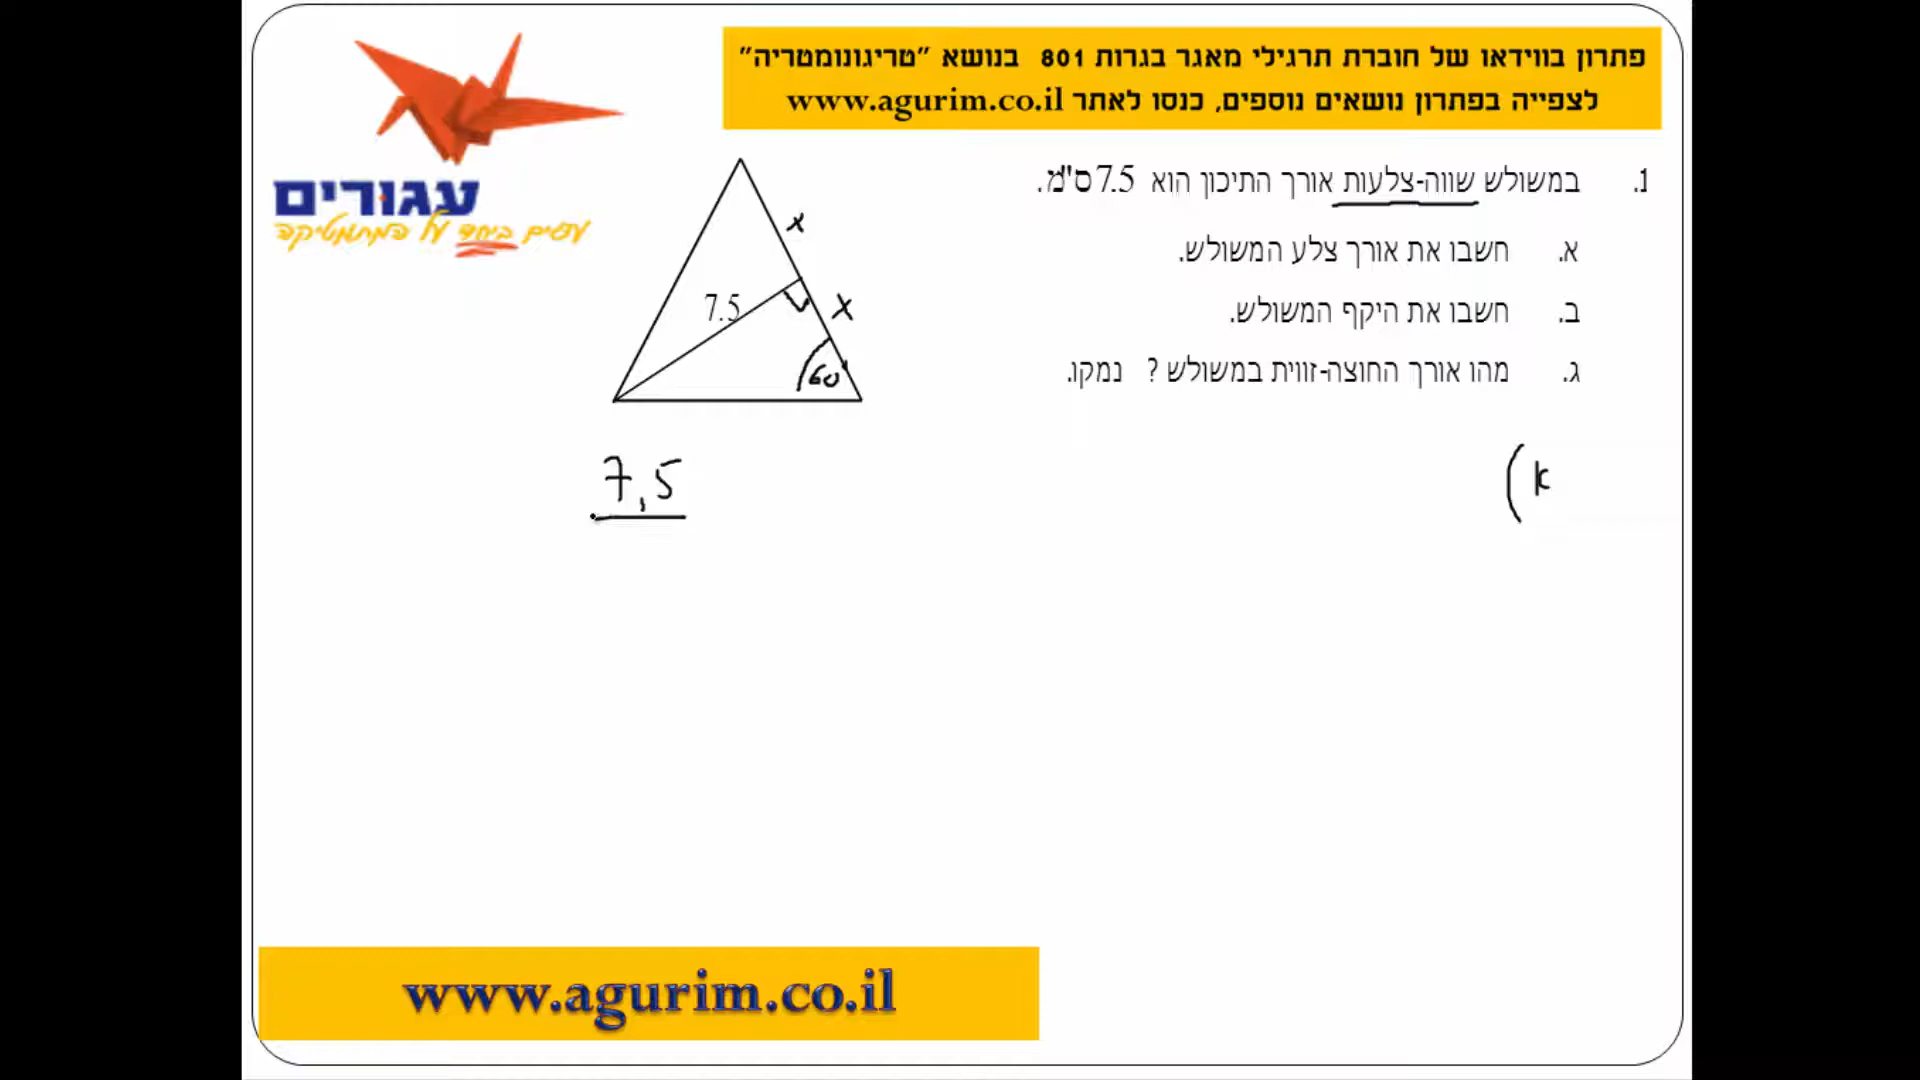 פתרון בווידאו של חוברת תרגילי מאגר בגרות 801 בנושא "טריגונומטריה"
לצפייה בפתרון נושאים נוספים, כנסו לאתר www.agurim.co.il
עגורים
עושים ביחד על המתמטיקה
1. במשולש שווה-צלעות אורך התיכון הוא 7.5 ס"מ.
א. חשבו את אורך צלע המשולש.
ב. חשבו את היקף המשולש.
ג. מהו אורך החוצה-זווית במשולש ? נמקו.
x
7.5
x
60
א)
7,5
www.agurim.co.il